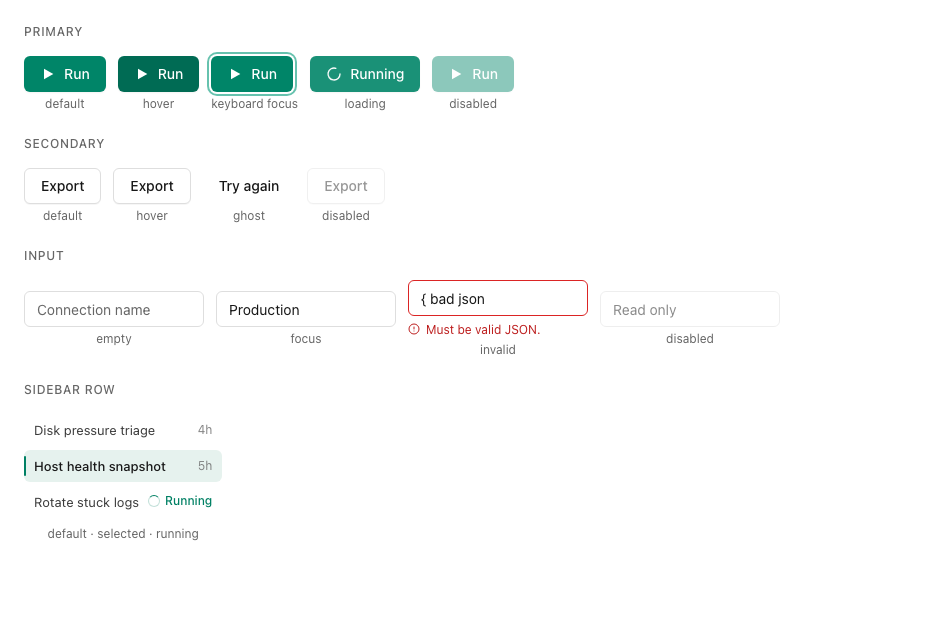 PRIMARY
Run Run Run Running Run
default hover keyboard focus loading disabled
SECONDARY
Export Export Try again Export
default hover ghost disabled
INPUT
Connection name Production { bad json Read only
Must be valid JSON.
empty focus invalid disabled
SIDEBAR ROW
Disk pressure triage 4h
Host health snapshot 5h
Rotate stuck logs Running
default · selected · running